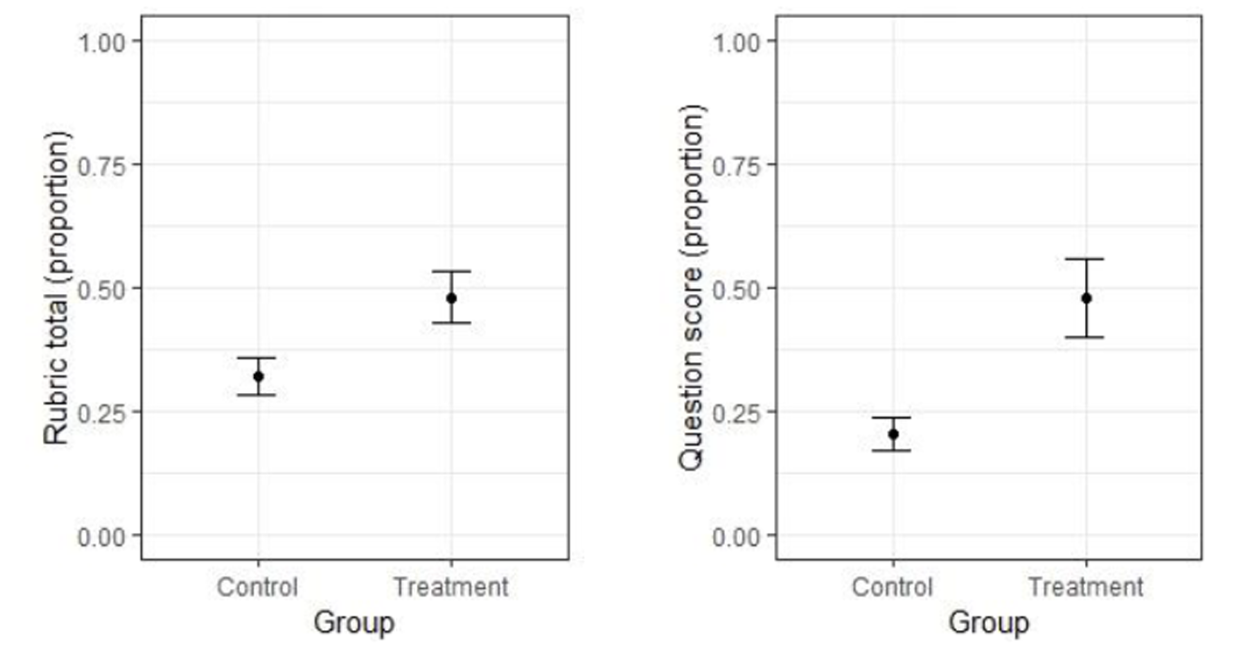 Rubric total (proportion)
1.00
0.75
0.50
0.25
0.00
Control Treatment
Group
Question score (proportion)
1.00
0.75
0.50
0.25
0.00
Control Treatment
Group